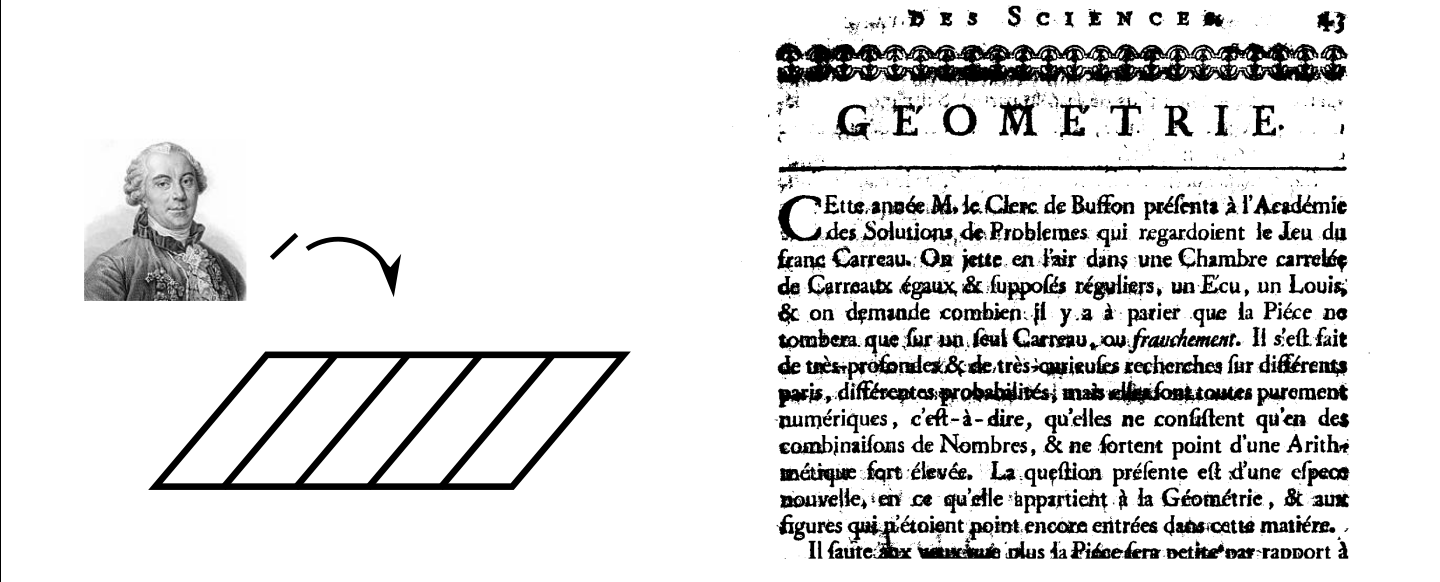 DES SCIENCES. 43
GEOMETRIE.
CEtte année M. le Clerc de Buffon préſenta à l'Académie
des Solutions de Problemes qui regardoient le Jeu du
franc Carreau. On jette en l'air dans une Chambre carrelée
de Carreaux égaux, & ſuppoſés réguliers, un Ecu, un Louis,
& on demande combien il y a à parier que la Piéce ne
tombera que ſur un ſeul Carreau, ou franchement. Il s'eſt fait
de très-profondes & de très-curieuſes recherches ſur différents
paris, différentes probabilités; mais elles ſont toutes purement
numériques, c'eſt-à-dire, qu'elles ne conſiſtent qu'en des
combinaiſons de Nombres, & ne ſortent point d'une Arith-
métique fort élevée. La queſtion préſente eſt d'une eſpece
nouvelle, en ce qu'elle appartient à la Géométrie, & aux
figures qui n'étoient point encore entrées dans cette matiére.
Il ſaute aux yeux que plus la Piéce ſera petite par rapport à